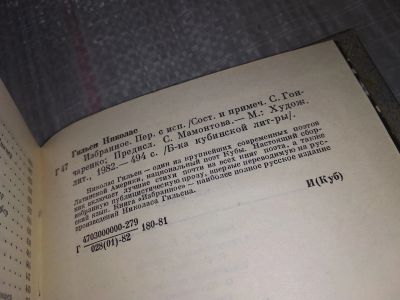 Гильен Николас
Г 47 Избранное. Пер. с исп. /Сост. и примеч. С. Гон-
чаренко; Предисл. С. Мамонтова.— М.: Худож.
лит., 1982.— 494 с. /Б-ка кубинской лит-ры/.
Николас Гильен — один из крупнейших современных поэтов
Латинской Америки, национальный поэт Кубы. Настоящий сбор-
ник включает лучшие стихи почти из всех книг поэта, а также
избранную публицистическую прозу, впервые переводимую на рус-
ский язык. Книга «Избранное» — наиболее полное русское издание
произведений Николаса Гильена.
Г 4703000000-279 180-81
028(01)-82
И(Куб)